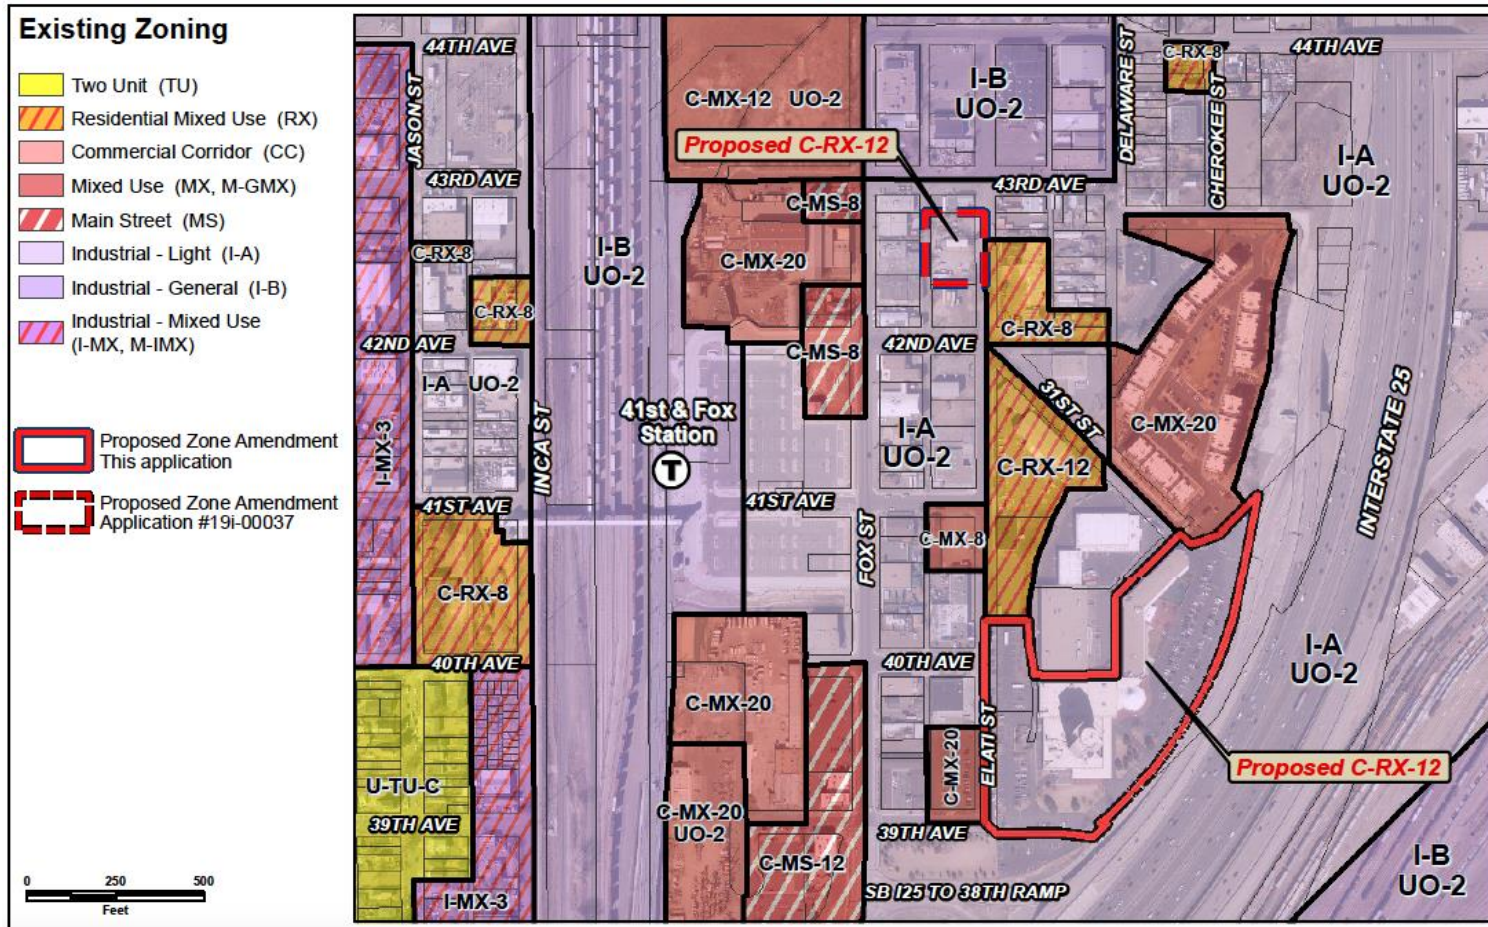 Existing Zoning
Two Unit (TU)
Residential Mixed Use (RX)
Commercial Corridor (CC)
Mixed Use (MX, M-GMX)
Main Street (MS)
Industrial - Light (I-A)
Industrial - General (I-B)
Industrial - Mixed Use
(I-MX, M-IMX)
Proposed Zone Amendment
This application
Proposed Zone Amendment
Application #19i-00037
0 250 500
Feet
44TH AVE
JASON ST
43RD AVE
C-RX-8
C-RX-8
42ND AVE
I-A UO-2
I-MX-3
INCA ST
41ST AVE
C-RX-8
40TH AVE
U-TU-C
39TH AVE
I-MX-3
I-B
UO-2
C-MX-12 UO-2
Proposed C-RX-12
C-MS-8
C-MX-20
C-MS-8
41st & Fox
Station
T
41ST AVE
FOX ST
C-MX-20
C-MX-20
UO-2
C-MS-12
I-B
UO-2
DELAWARE ST
C-RX-8
CHEROKEE ST
44TH AVE
43RD AVE
I-A
UO-2
C-RX-8
42ND AVE
31ST ST
I-A
UO-2
C-RX-12
C-MX-20
INTERSTATE 25
C-MX-8
40TH AVE
ELATI ST
C-MX-20
39TH AVE
I-A
UO-2
Proposed C-RX-12
SB I25 TO 38TH RAMP
I-B
UO-2